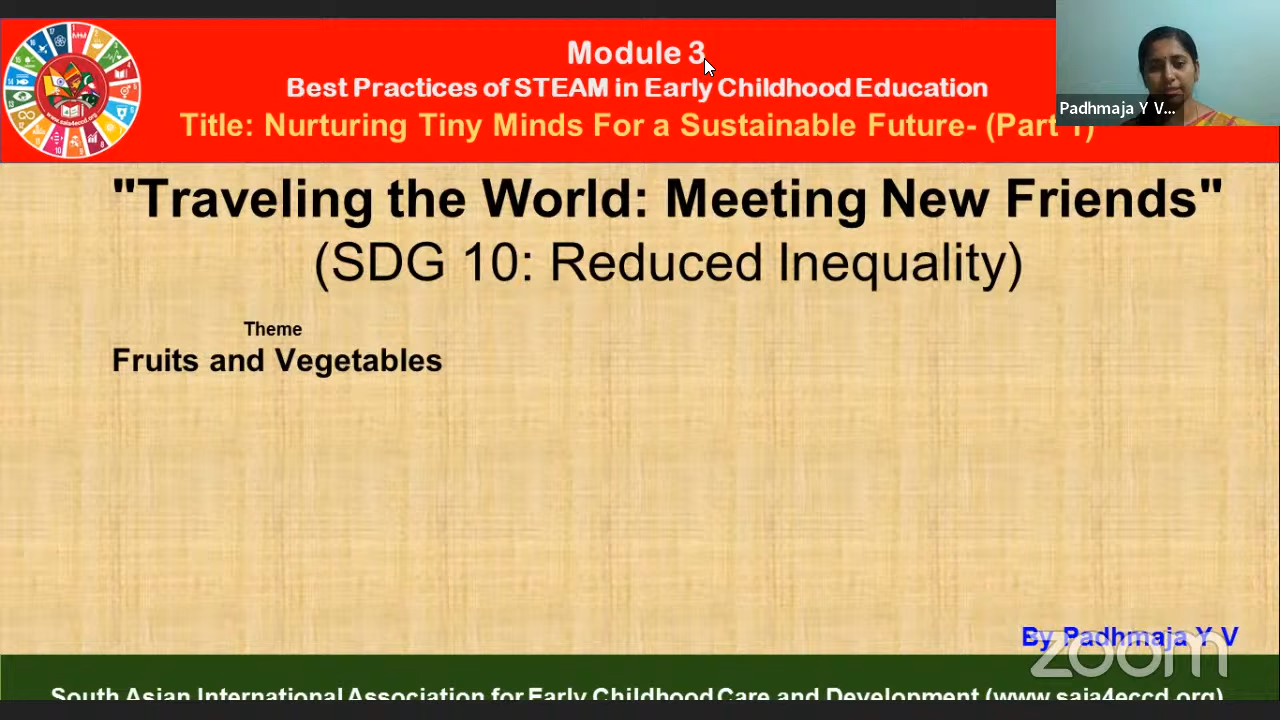 Module 3
Best Practices of STEAM in Early Childhood Education
Title: Nurturing Tiny Minds For a Sustainable Future- (Part 1)
Padhmaja Y V...
"Traveling the World: Meeting New Friends"
(SDG 10: Reduced Inequality)
Theme
Fruits and Vegetables
By Padhmaja Y V
zoom
South Asian International Association for Early Childhood Care and Development (www.saia4eccd.org)